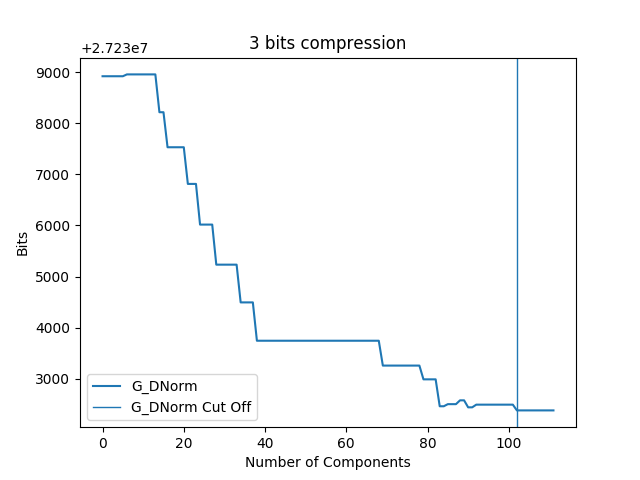 3 bits compression
+2.723e7
9000
8000
7000
6000
5000
4000
3000
Bits
G_DNorm
G_DNorm Cut Off
0 20 40 60 80 100
Number of Components